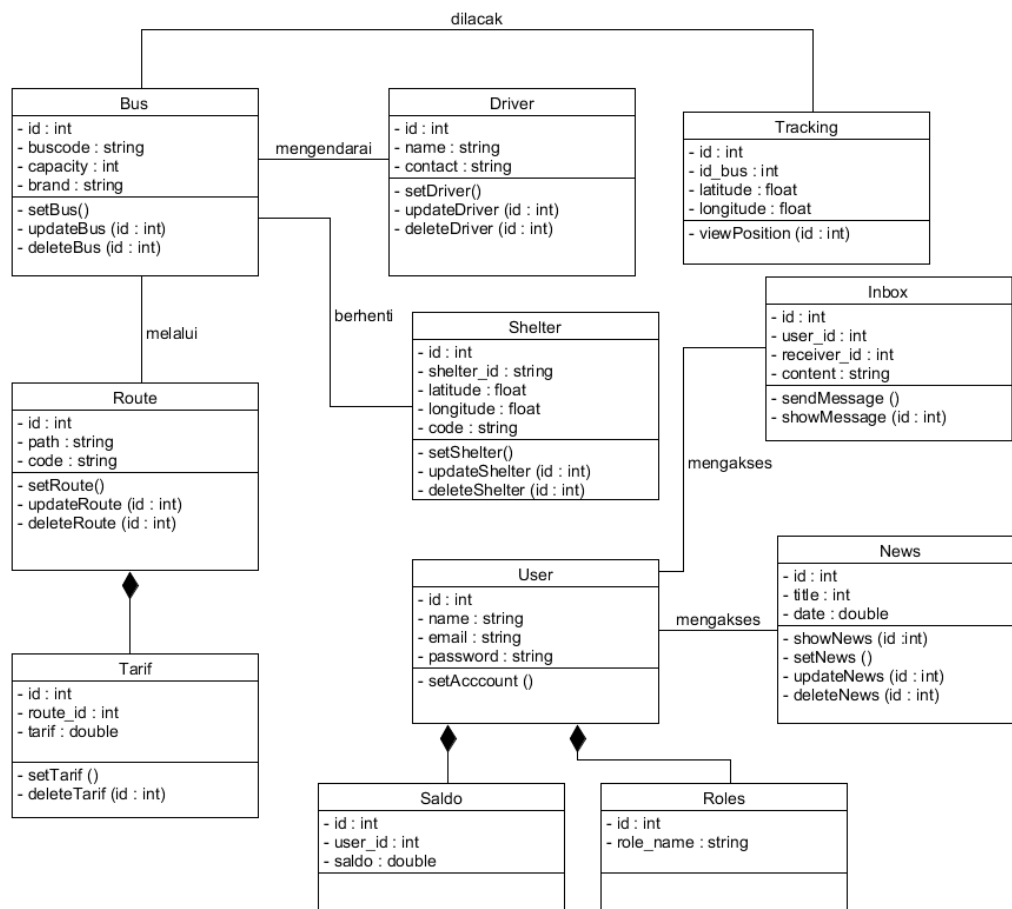 dilacak
Bus
- id : int
- buscode : string
- capacity : int
- brand : string
- setBus()
- updateBus (id : int)
- deleteBus (id : int)
mengendarai
Driver
- id : int
- name : string
- contact : string
- setDriver()
- updateDriver (id : int)
- deleteDriver (id : int)
Tracking
- id : int
- id_bus : int
- latitude : float
- longitude : float
- viewPosition (id : int)
melalui
berhenti
Shelter
- id : int
- shelter_id : string
- latitude : float
- longitude : float
- code : string
- setShelter()
- updateShelter (id : int)
- deleteShelter (id : int)
Inbox
- id : int
- user_id : int
- receiver_id : int
- content : string
- sendMessage ()
- showMessage (id : int)
Route
- id : int
- path : string
- code : string
- setRoute()
- updateRoute (id : int)
- deleteRoute (id : int)
mengakses
User
- id : int
- name : string
- email : string
- password : string
- setAcccount ()
mengakses
News
- id : int
- title : int
- date : double
- showNews (id :int)
- setNews ()
- updateNews (id : int)
- deleteNews (id : int)
Tarif
- id : int
- route_id : int
- tarif : double
- setTarif ()
- deleteTarif (id : int)
Saldo
- id : int
- user_id : int
- saldo : double
Roles
- id : int
- role_name : string